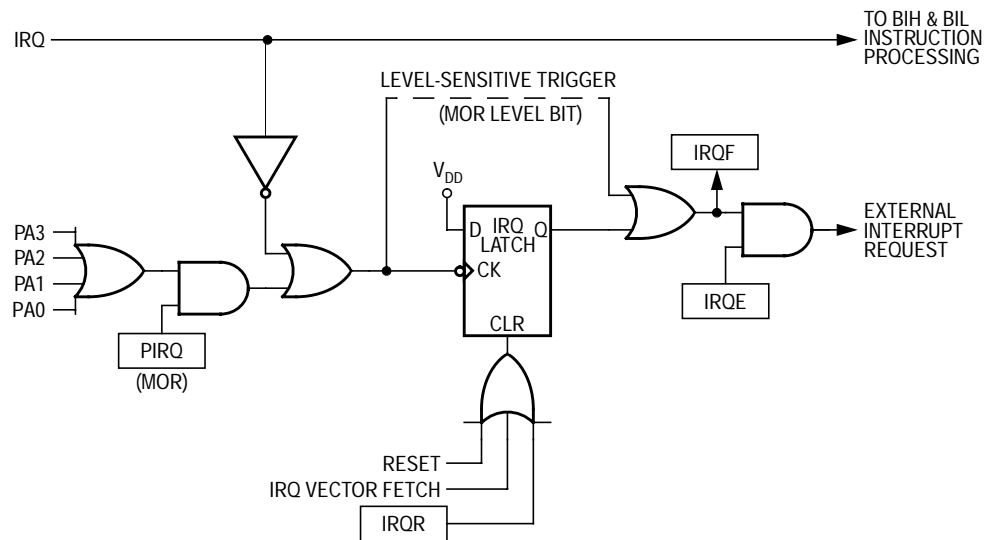 IRQ
TO BIH & BIL
INSTRUCTION
PROCESSING
LEVEL-SENSITIVE TRIGGER
(MOR LEVEL BIT)
IRQF
VDD
D IRQ Q
LATCH
CK
CLR
EXTERNAL
INTERRUPT
REQUEST
PA3
PA2
PA1
PA0
IRQE
PIRQ
(MOR)
RESET
IRQ VECTOR FETCH
IRQR